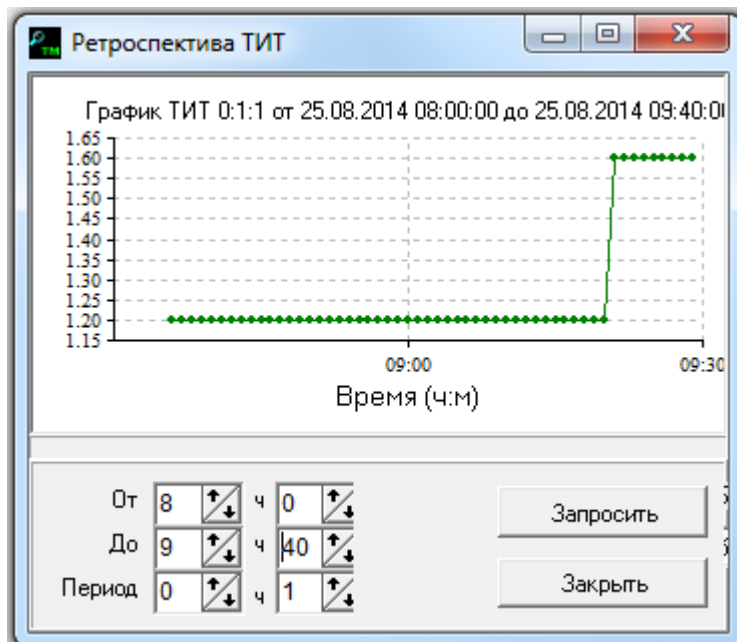 Ретроспектива ТИТ
График ТИТ 0:1:1 от 25.08.2014 08:00:00 до 25.08.2014 09:40:00
1.65
1.60
1.55
1.50
1.45
1.40
1.35
1.30
1.25
1.20
1.15
09:00 09:30
Время (ч:м)
От 8 ч 0
Запросить
До 9 ч 40
Период 0 ч 1
Закрыть